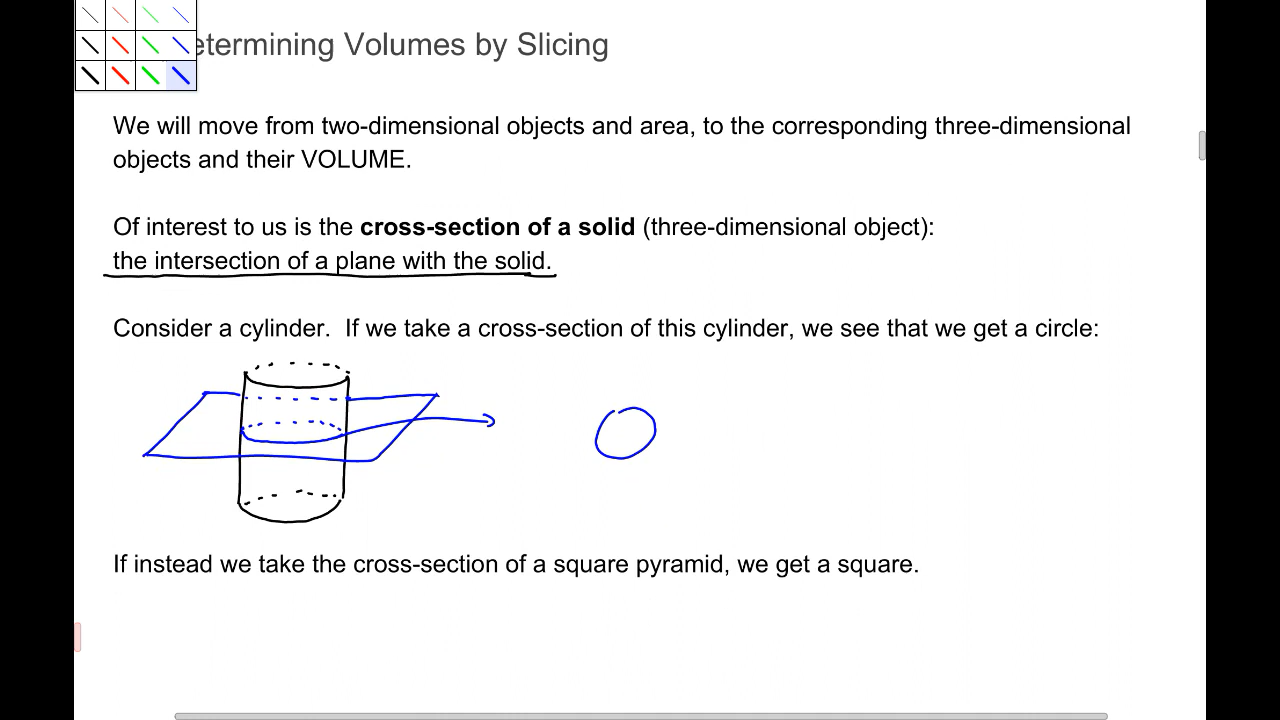 etermining Volumes by Slicing
We will move from two-dimensional objects and area, to the corresponding three-dimensional
objects and their VOLUME.
Of interest to us is the cross-section of a solid (three-dimensional object):
the intersection of a plane with the solid.
Consider a cylinder. If we take a cross-section of this cylinder, we see that we get a circle:
If instead we take the cross-section of a square pyramid, we get a square.